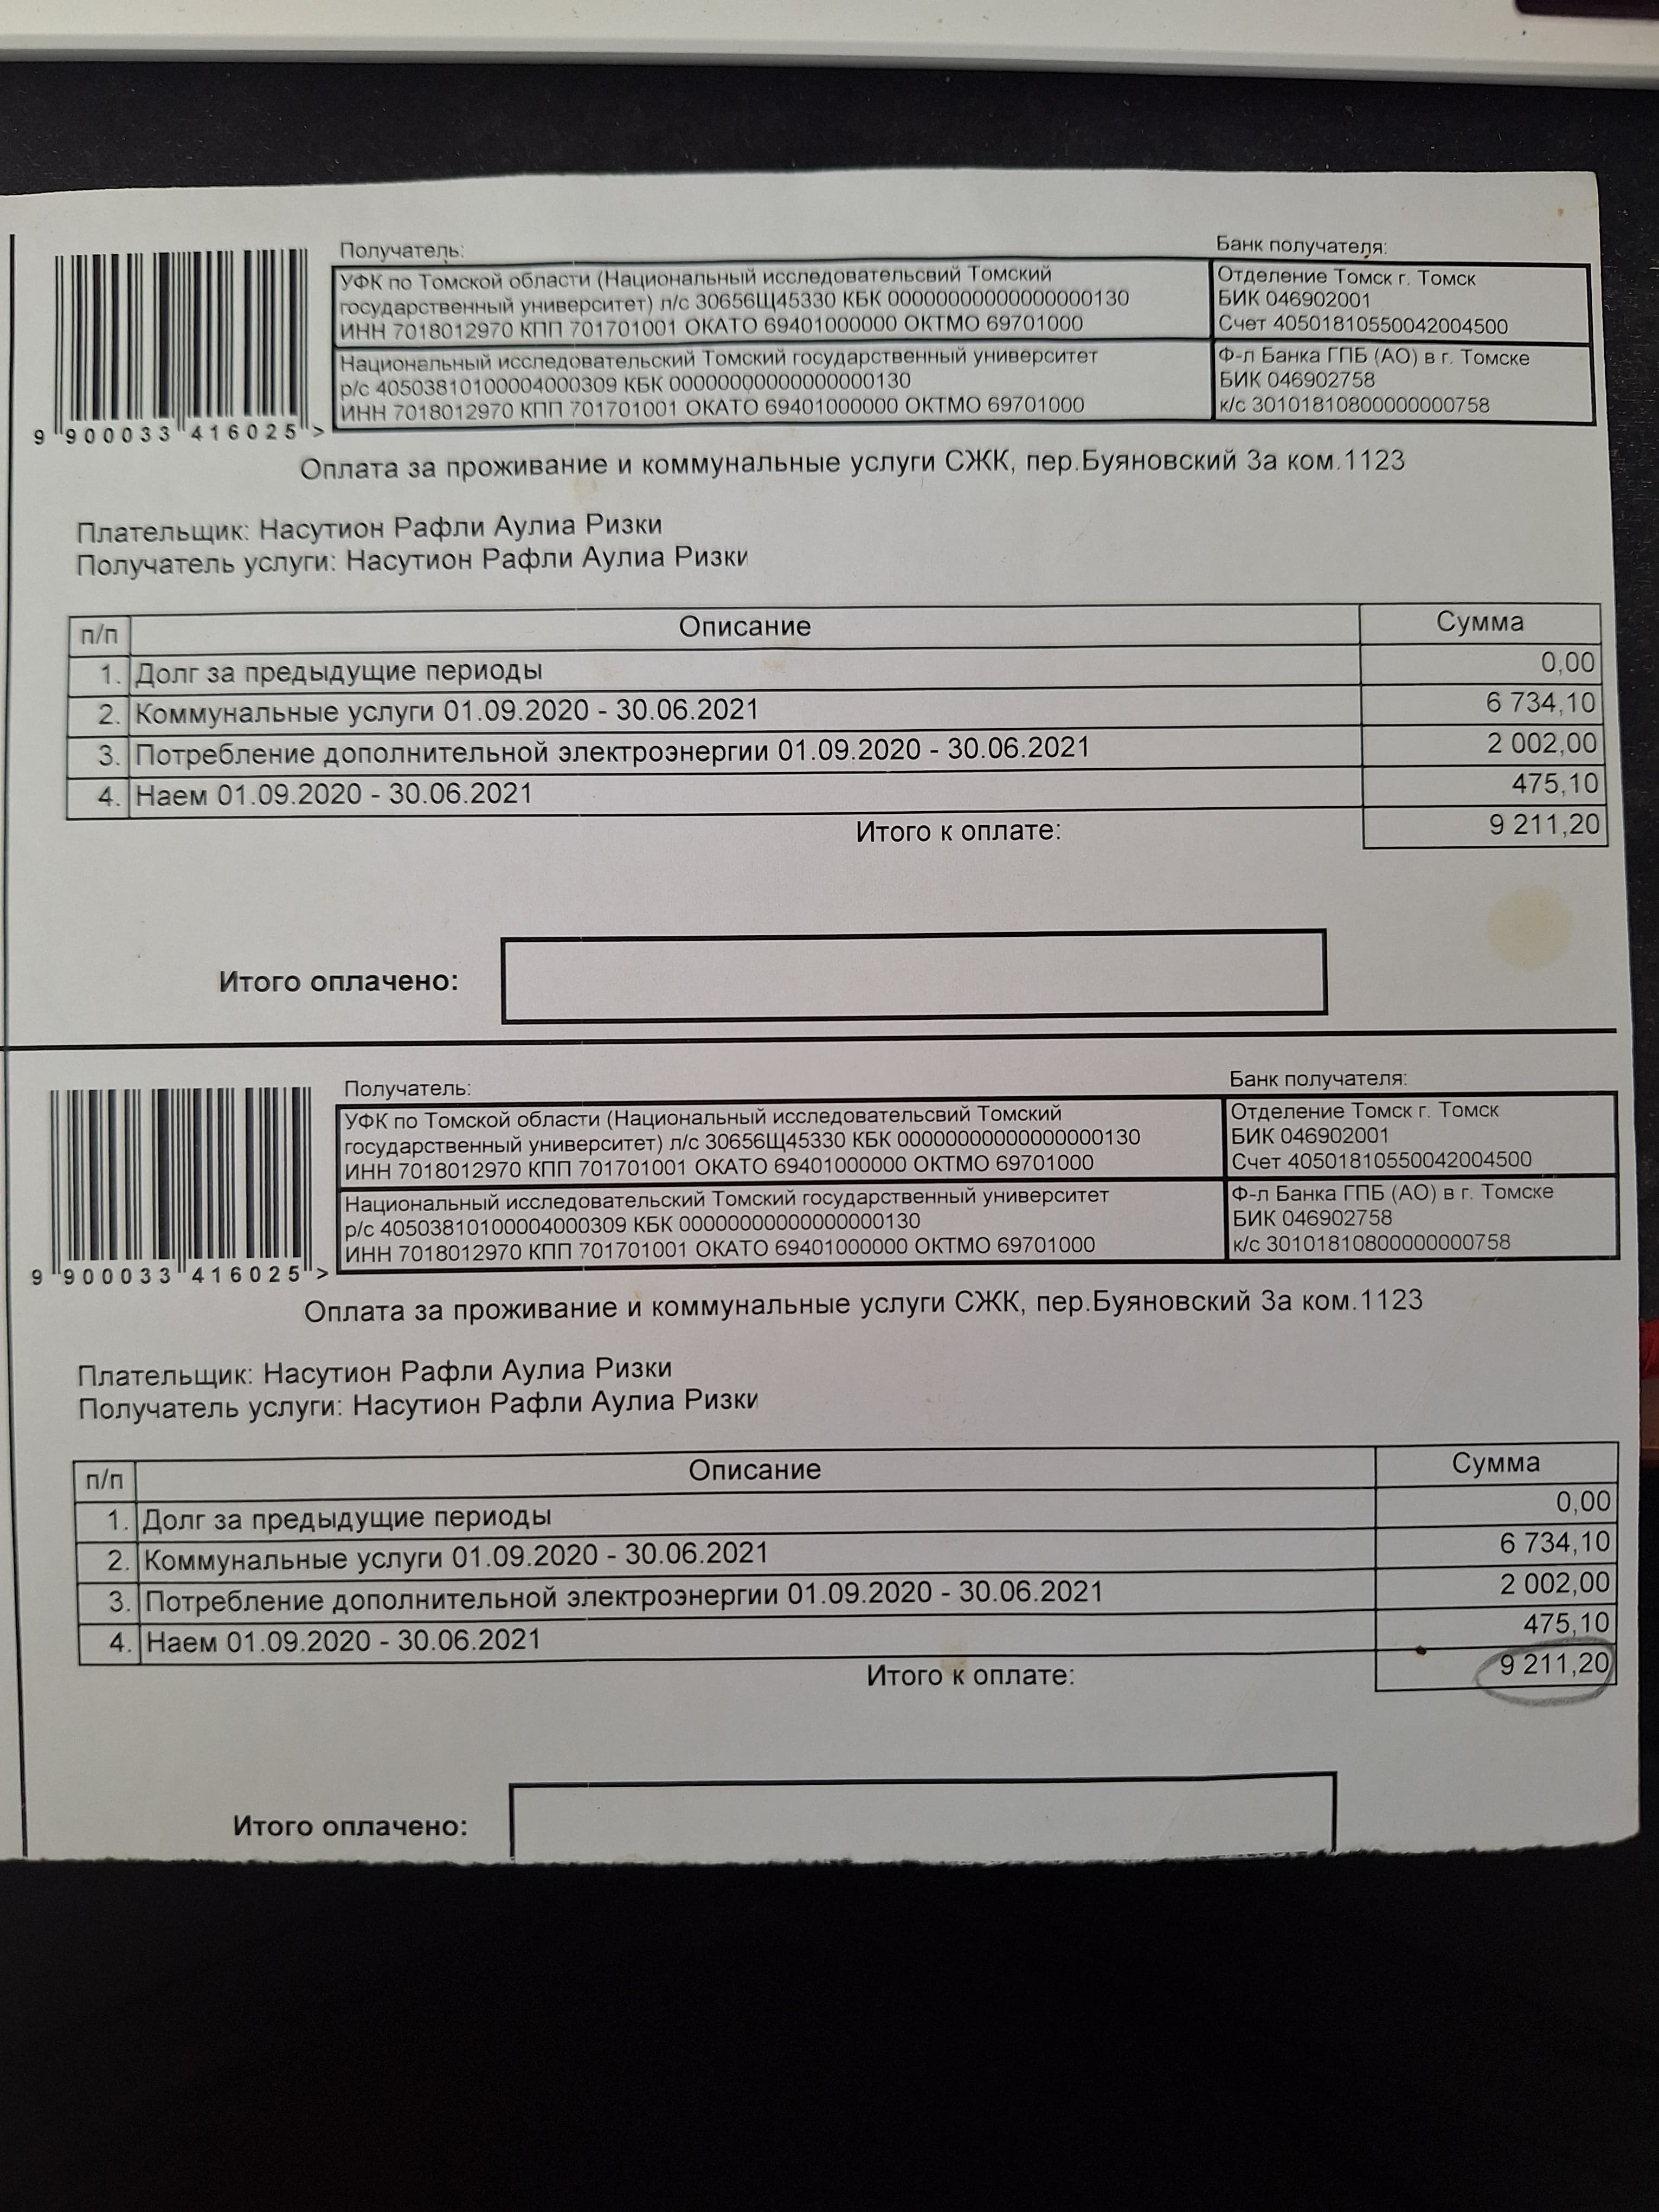 Получатель:
Банк получателя:
УФК по Томской области (Национальный исследовательсвий Томский
государственный университет) л/с 30656Щ45330 КБК 00000000000000000130
ИНН 7018012970 КПП 701701001 ОКАТО 69401000000 ОКТМО 69701000
Отделение Томск г. Томск
БИК 046902001
Счет 40501810550042004500
Национальный исследовательский Томский государственный университет
р/с 40503810100004000309 КБК 00000000000000000130
ИНН 7018012970 КПП 701701001 ОКАТО 69401000000 ОКТМО 69701000
Ф-л Банка ГПБ (АО) в г. Томске
БИК 046902758
к/с 30101810800000000758
9 900033 416025 >
Оплата за проживание и коммунальные услуги СЖК, пер.Буяновский 3а ком.1123
Плательщик: Насутион Рафли Аулиа Ризки
Получатель услуги: Насутион Рафли Аулиа Ризки
п/п Описание Сумма
1. Долг за предыдущие периоды 0,00
2. Коммунальные услуги 01.09.2020 - 30.06.2021 6 734,10
3. Потребление дополнительной электроэнергии 01.09.2020 - 30.06.2021 2 002,00
4. Наем 01.09.2020 - 30.06.2021 475,10
Итого к оплате: 9 211,20
Итого оплачено:
Получатель:
Банк получателя:
УФК по Томской области (Национальный исследовательсвий Томский
государственный университет) л/с 30656Щ45330 КБК 00000000000000000130
ИНН 7018012970 КПП 701701001 ОКАТО 69401000000 ОКТМО 69701000
Отделение Томск г. Томск
БИК 046902001
Счет 40501810550042004500
Национальный исследовательский Томский государственный университет
р/с 40503810100004000309 КБК 00000000000000000130
ИНН 7018012970 КПП 701701001 ОКАТО 69401000000 ОКТМО 69701000
Ф-л Банка ГПБ (АО) в г. Томске
БИК 046902758
к/с 30101810800000000758
9 900033 416025 >
Оплата за проживание и коммунальные услуги СЖК, пер.Буяновский 3а ком.1123
Плательщик: Насутион Рафли Аулиа Ризки
Получатель услуги: Насутион Рафли Аулиа Ризки
п/п Описание Сумма
1. Долг за предыдущие периоды 0,00
2. Коммунальные услуги 01.09.2020 - 30.06.2021 6 734,10
3. Потребление дополнительной электроэнергии 01.09.2020 - 30.06.2021 2 002,00
4. Наем 01.09.2020 - 30.06.2021 475,10
Итого к оплате: 9 211,20
Итого оплачено: